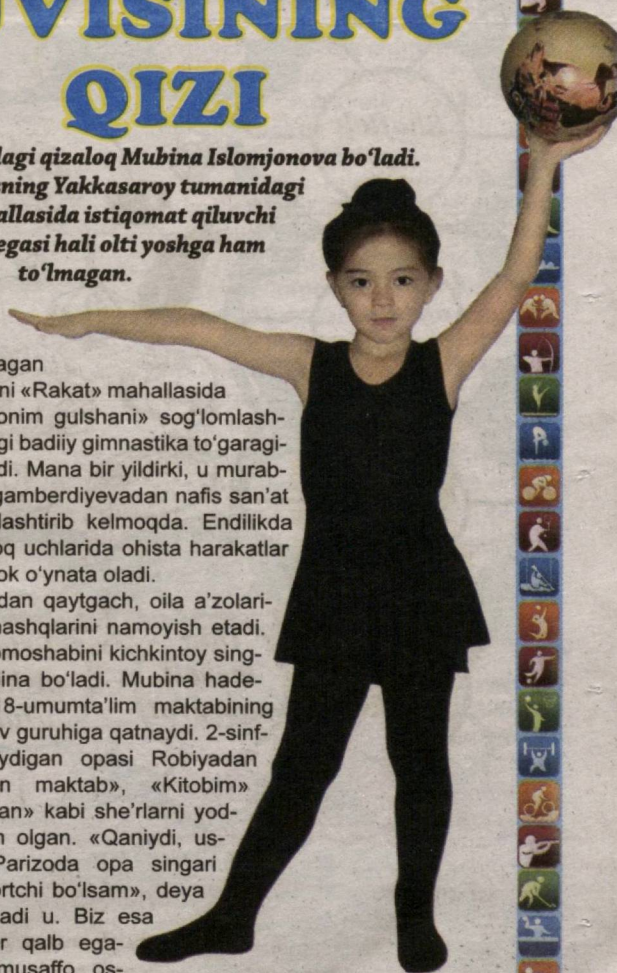 VISINING
QIZI
dagi qizaloq Mubina Islomjonova bo‘ladi.
ning Yakkasaroy tumanidagi
allasida istiqomat qiluvchi
egasi hali olti yoshga ham
to‘lmagan.
agan
ni «Rakat» mahallasida
onim gulshani» sog‘lomlash-
gi badiiy gimnastika to‘garagi-
di. Mana bir yildirki, u murab-
gamberdiyevadan nafis san’at
lashtirib kelmoqda. Endilikda
oq uchlarida ohista harakatlar
ok o‘ynata oladi.
dan qaytgach, oila a’zolari-
nashqlarini namoyish etadi.
omoshabini kichkintoy sing-
ina bo‘ladi. Mubina hade-
8-umumta’lim maktabining
v guruhiga qatnaydi. 2-sinf-
ydigan opasi Robiyadan
n maktab», «Kitobim»
an» kabi she’rlarni yod-
n olgan. «Qaniydi, us-
Parizoda opa singari
ortchi bo‘lsam», deya
adi u. Biz esa
r qalb ega-
musaffo os-